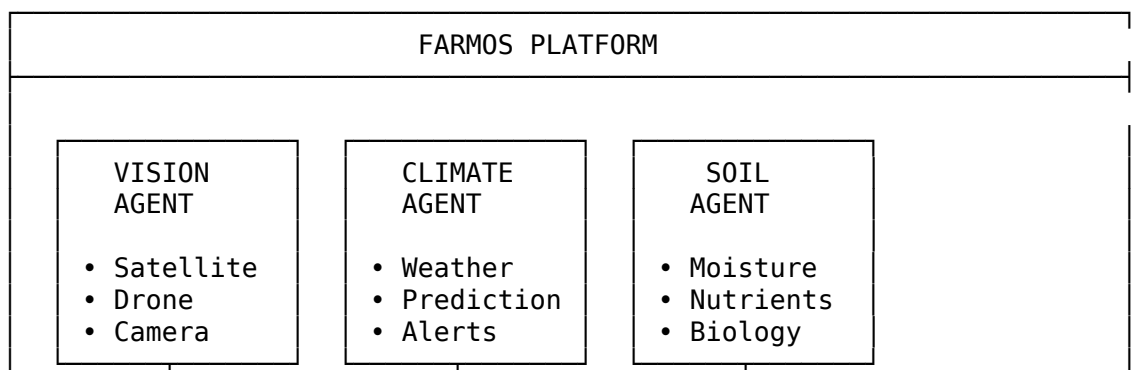 FARMOS PLATFORM
VISION AGENT
• Satellite
• Drone
• Camera
CLIMATE AGENT
• Weather
• Prediction
• Alerts
SOIL AGENT
• Moisture
• Nutrients
• Biology